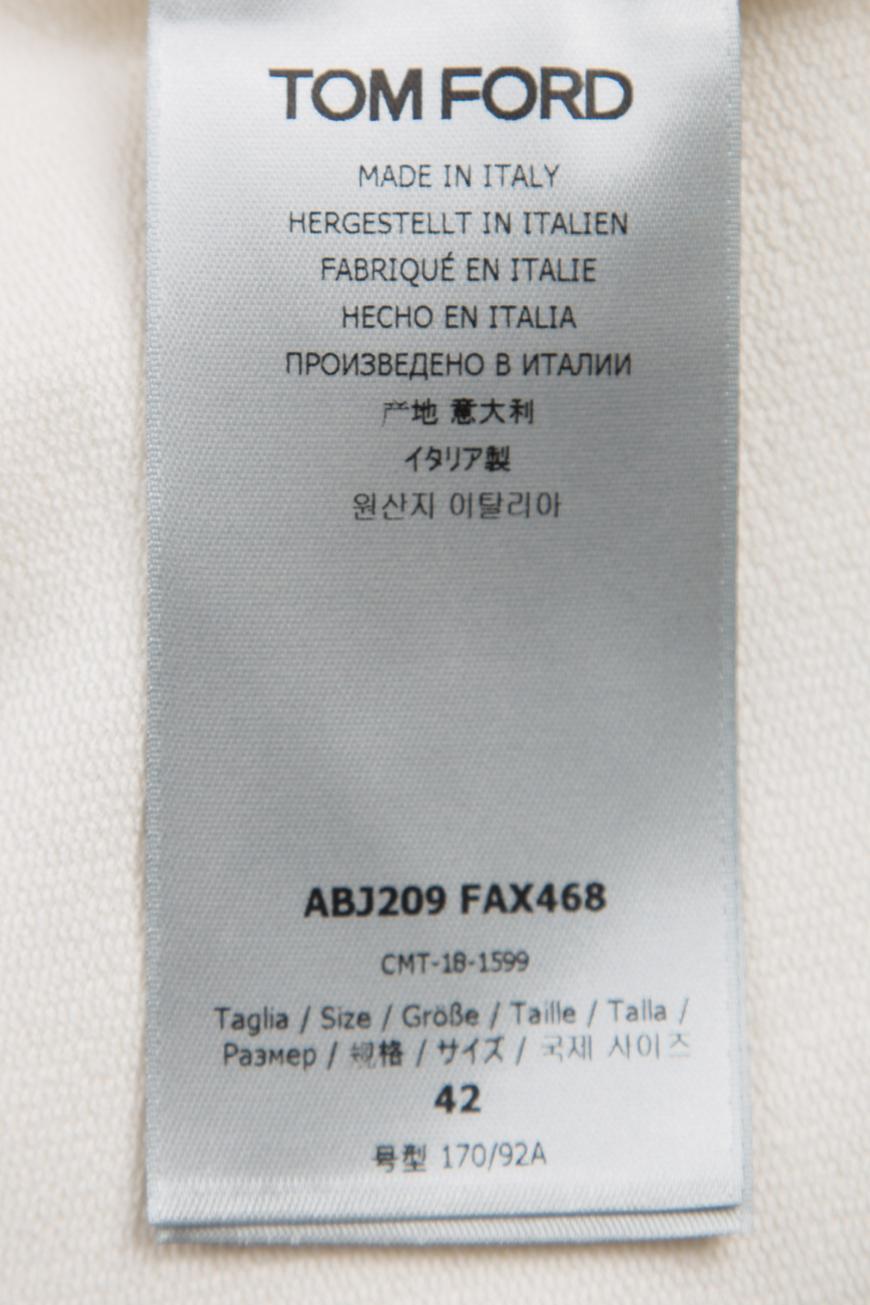 TOM FORD
MADE IN ITALY
HERGESTELLT IN ITALIEN
FABRIQUÉ EN ITALIE
HECHO EN ITALIA
ПРОИЗВЕДЕНО В ИТАЛИИ
产地 意大利
イタリア製
원산지 이탈리아
ABJ209 FAX468
CMT-18-1599
Taglia / Size / Größe / Taille / Talla /
Размер / 规格 / サイズ / 국제 사이즈
42
号型 170/92A